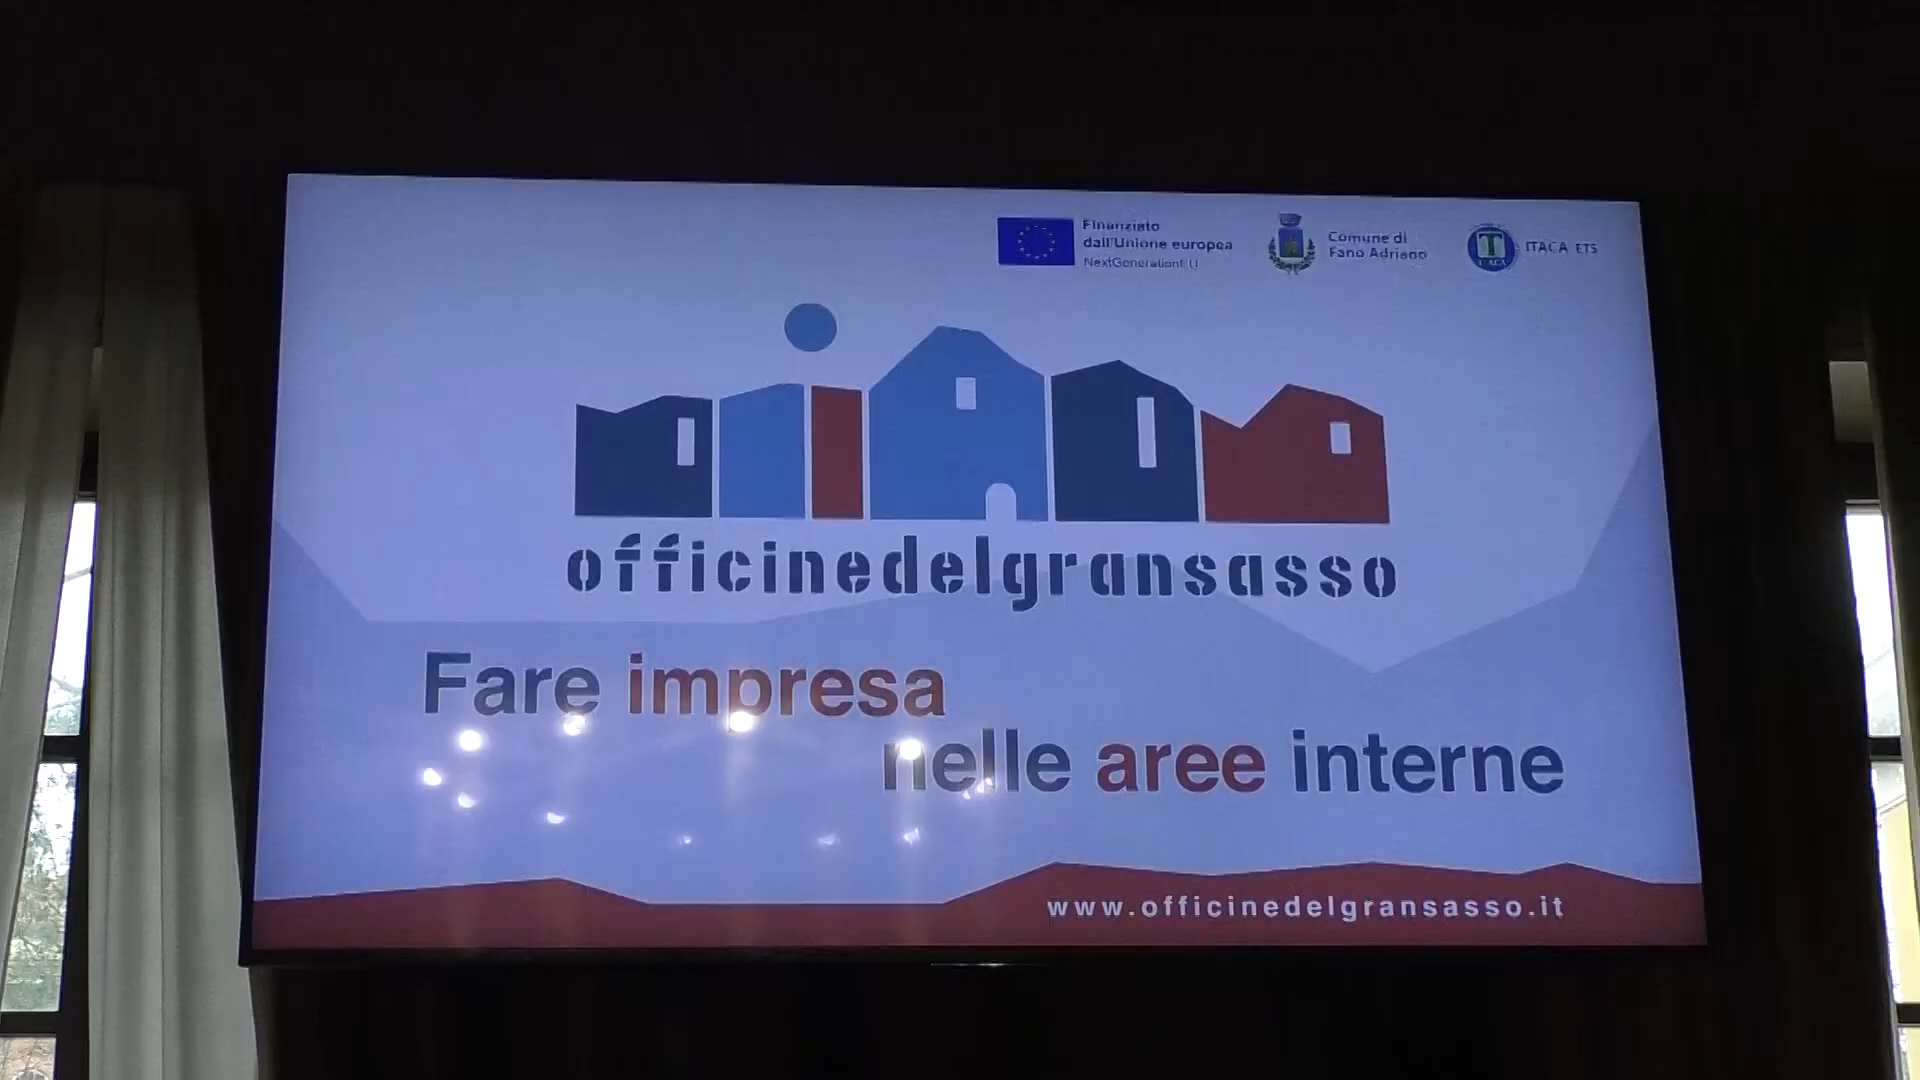 Finanziato
dall'Unione europea
NextGenerationEU
Comune di
Fano Adriano
T
ITACA
ITACA ETS
officinedelgransasso
Fare impresa
nelle aree interne
www.officinedelgransasso.it